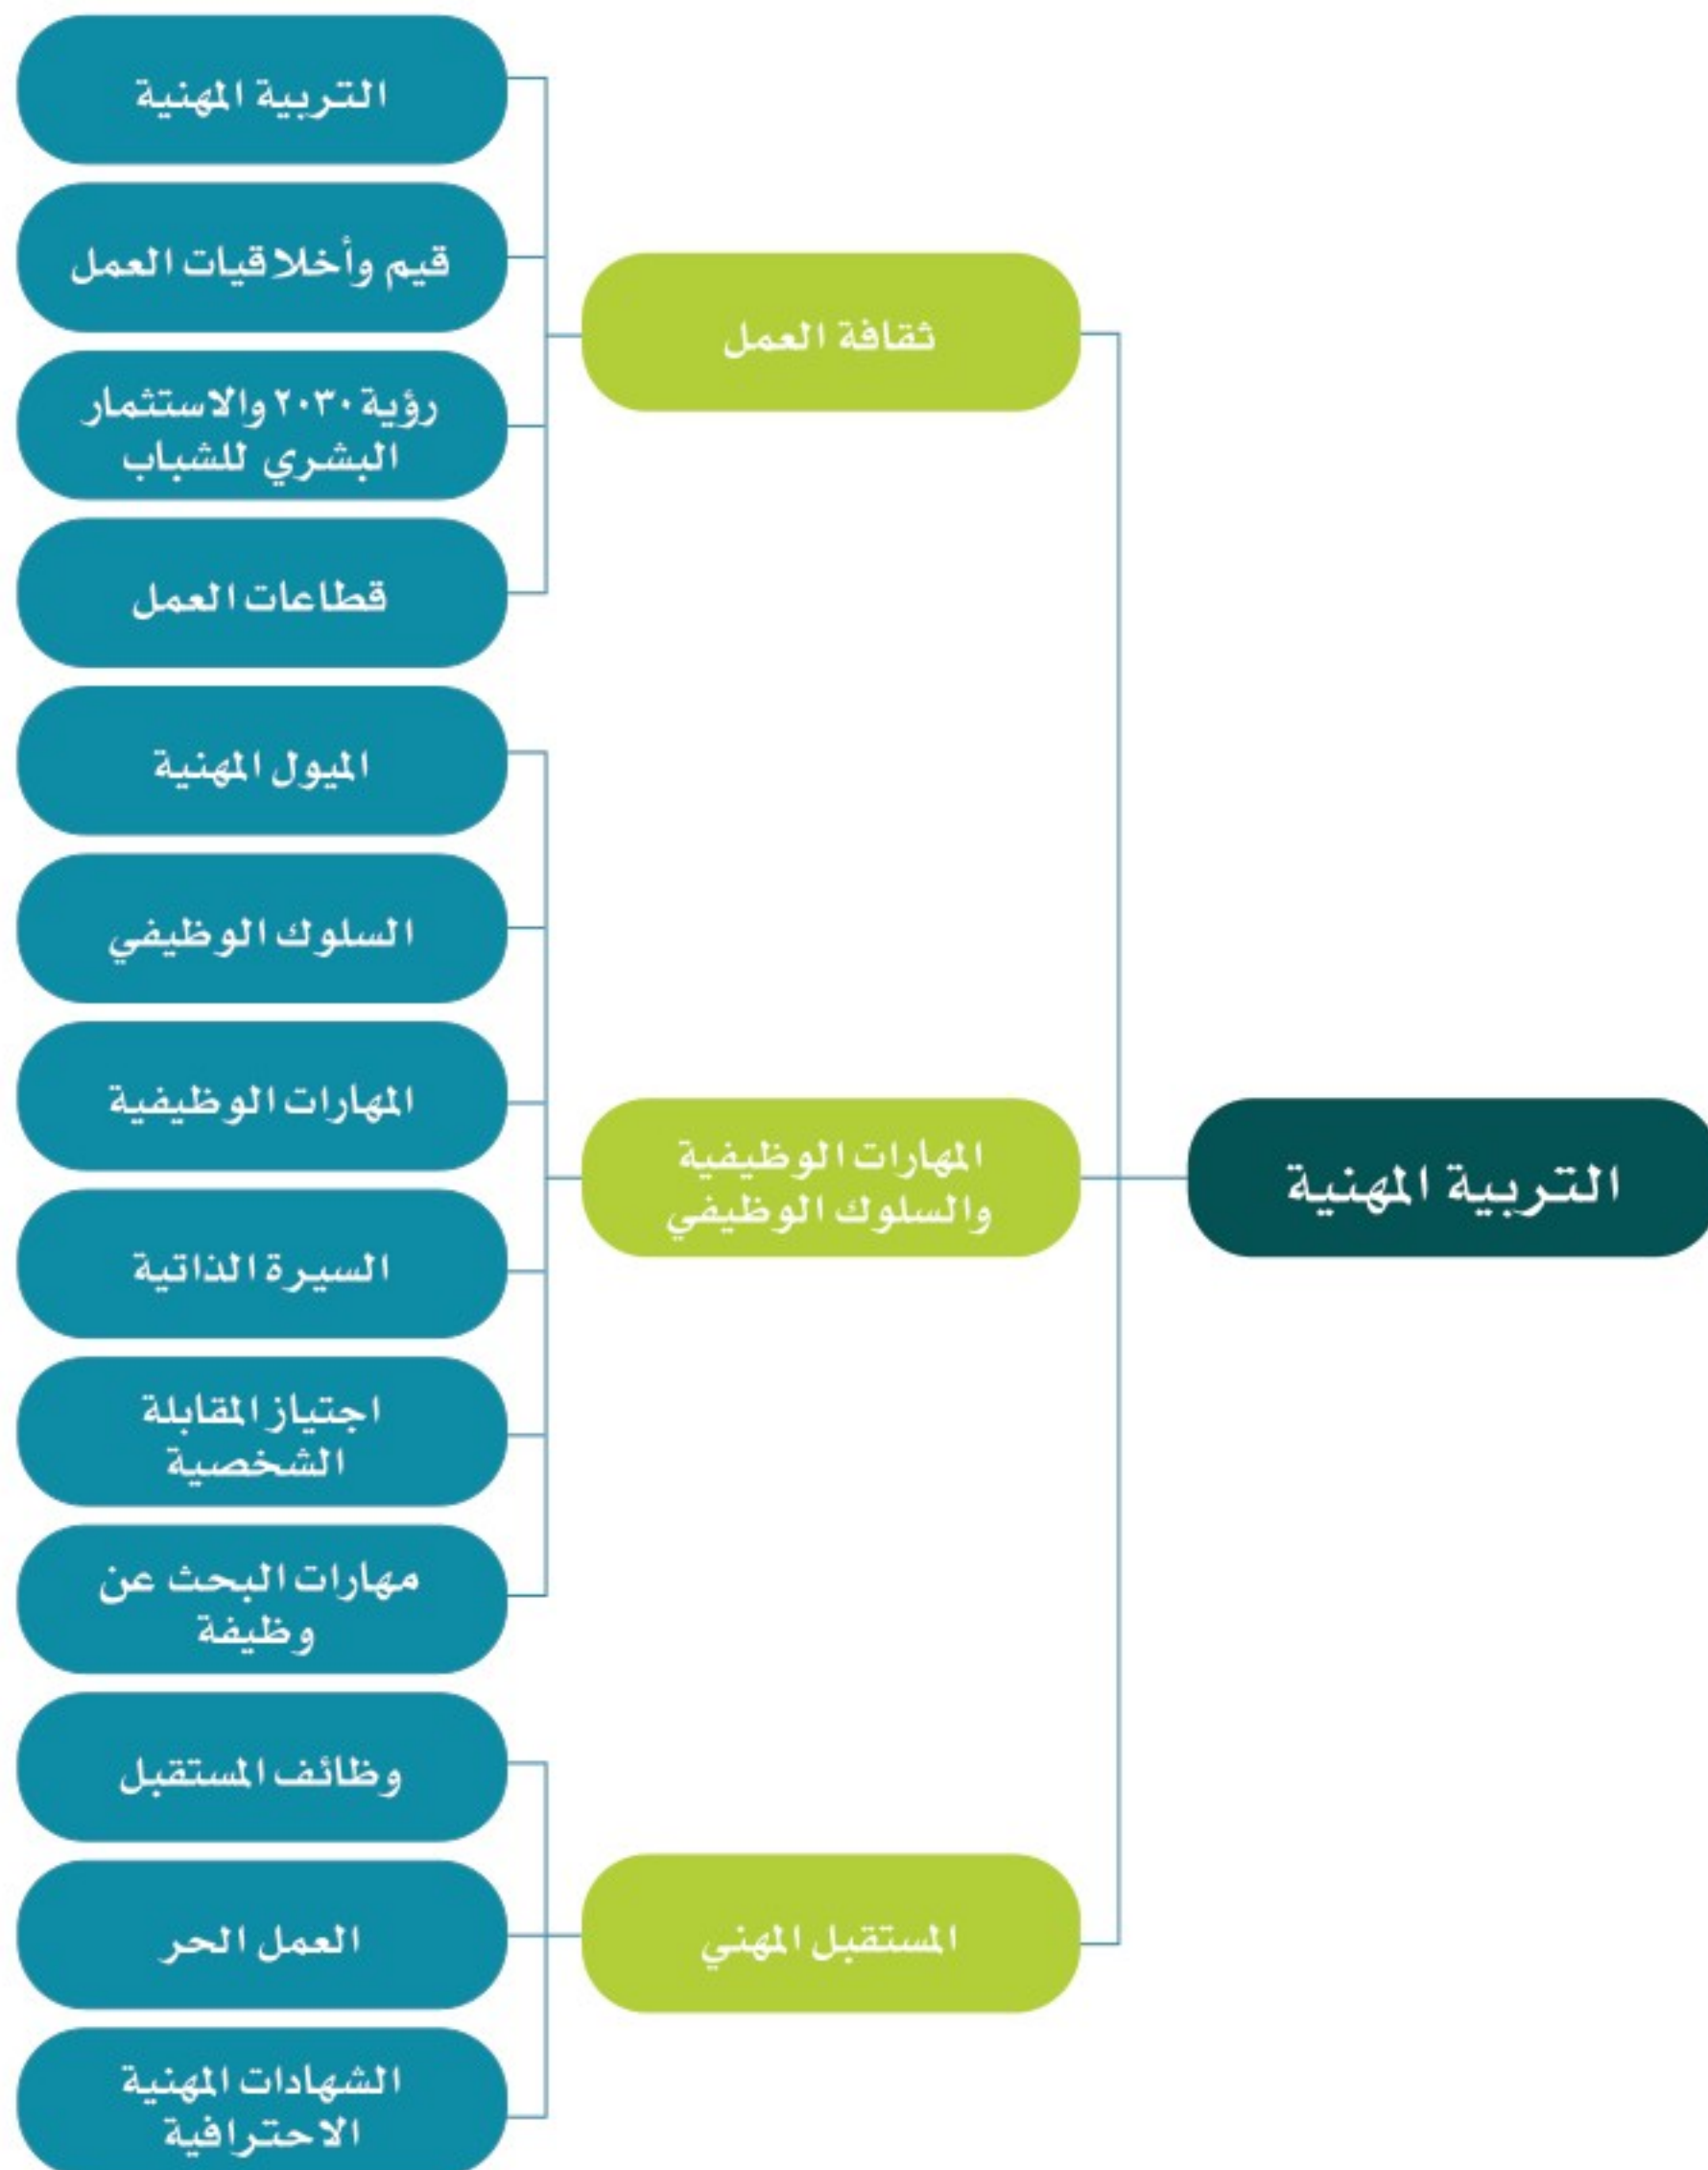 التربية المهنية
ثقافة العمل
التربية المهنية
قيم وأخلاقيات العمل
رؤية ٢٠٣٠ والاستثمار
البشري للشباب
قطاعات العمل
المهارات الوظيفية
والسلوك الوظيفي
الميول المهنية
السلوك الوظيفي
المهارات الوظيفية
السيرة الذاتية
اجتياز المقابلة
الشخصية
مهارات البحث عن
وظيفة
المستقبل المهني
وظائف المستقبل
العمل الحر
الشهادات المهنية
الاحترافية